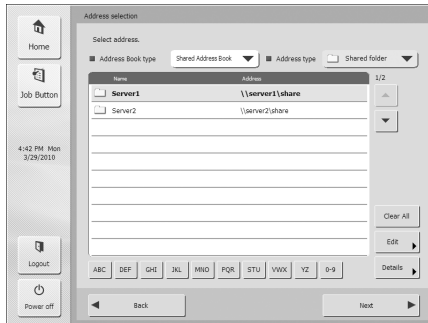 Address selection
Home
Select address.
Address Book type Shared Address Book Address type Shared folder
Name Address 1/2
Server1 \\server1\share
Job Button
Server2 \\server2\share
4:42 PM Mon
3/29/2010
Clear All
Edit
Logout
ABC DEF GHI JKL MNO PQR STU VWX YZ 0-9 Details
Power off
Back Next